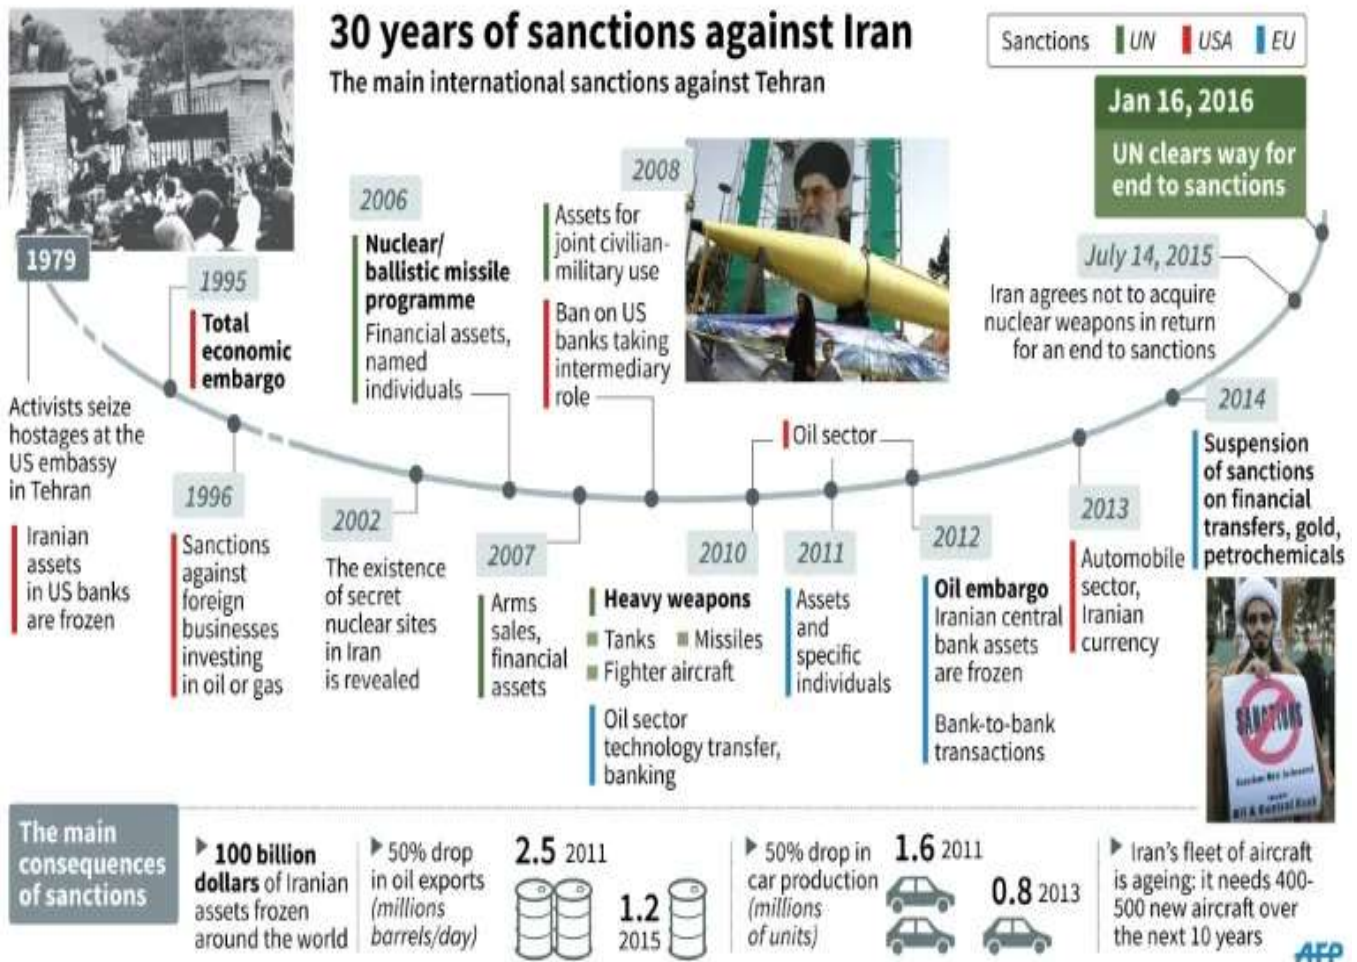 30 years of sanctions against Iran
The main international sanctions against Tehran
Sanctions UN USA EU
Jan 16, 2016
UN clears way for
end to sanctions
1979
Activists seize
hostages at the
US embassy
in Tehran
Iranian
assets
in US banks
are frozen
1995
Total
economic
embargo
1996
Sanctions
against
foreign
businesses
investing
in oil or gas
2002
The existence
of secret
nuclear sites
in Iran
is revealed
2006
Nuclear/
ballistic missile
programme
Financial assets,
named
individuals
2007
Arms
sales,
financial
assets
2008
Assets for
joint civilian-
military use
Ban on US
banks taking
intermediary
role
Oil sector
2010
Heavy weapons
Tanks Missiles
Fighter aircraft
Oil sector
technology transfer,
banking
2011
Assets
and
specific
individuals
2012
Oil embargo
Iranian central
bank assets
are frozen
Bank-to-bank
transactions
2013
Automobile
sector,
Iranian
currency
2014
Suspension
of sanctions
on financial
transfers, gold,
petrochemicals
July 14, 2015
Iran agrees not to acquire
nuclear weapons in return
for an end to sanctions
SANCTIONS
The main
consequences
of sanctions
100 billion
dollars of Iranian
assets frozen
around the world
50% drop
in oil exports
(millions
barrels/day)
2.5 2011
1.2
2015
50% drop in
car production
(millions
of units)
1.6 2011
0.8 2013
Iran's fleet of aircraft
is ageing: it needs 400-
500 new aircraft over
the next 10 years
AFP